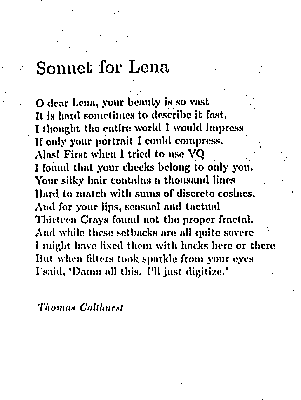 Sonnet for Lena
O dear Lena, your beauty is so vast
It is hard sometimes to describe it fast.
I thought the entire world I would impress
If only your portrait I could compress.
Alas! First when I tried to use VQ
I found that your cheeks belong to only you.
Your silky hair contains a thousand lines
Hard to match with sums of discrete cosines.
And for your lips, sensual and tactual
Thirteen Crays found not the proper fractal.
And while these setbacks are all quite severe
I might have fixed them with hacks here or there
But when filters took sparkle from your eyes
I said, 'Damn all this. I'll just digitize.'
Thomas Colthurst